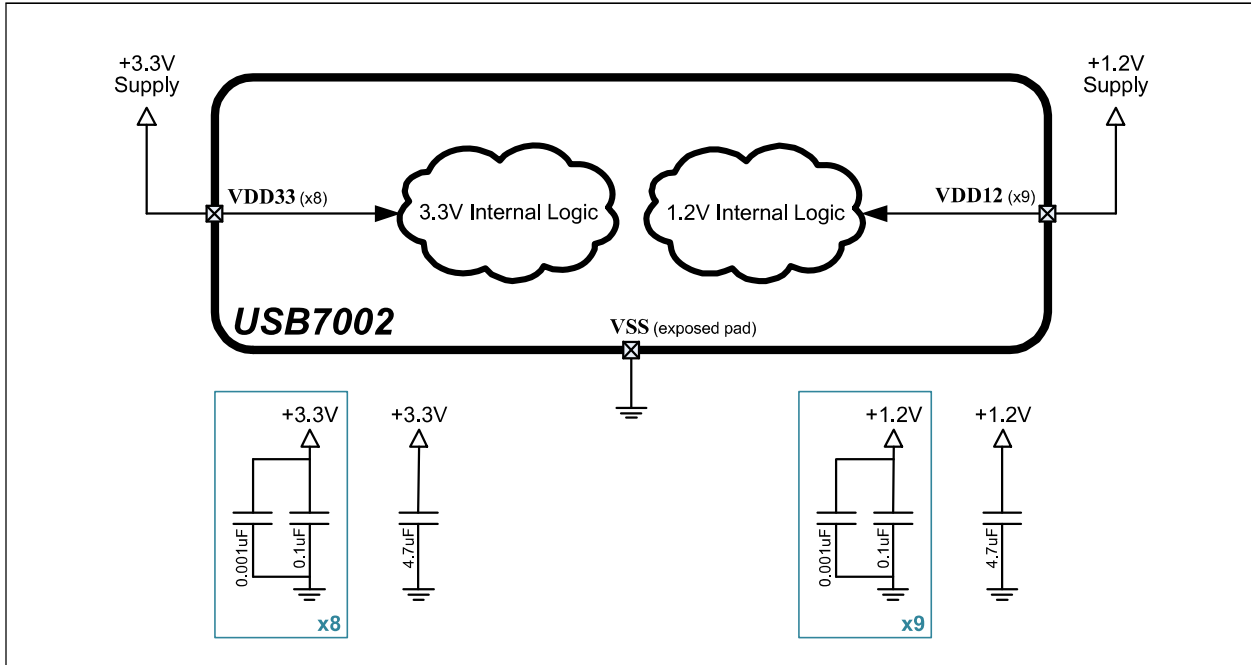 +3.3V
Supply
+1.2V
Supply
VDD33 (x8)
3.3V Internal Logic
1.2V Internal Logic
VDD12 (x9)
USB7002
VSS (exposed pad)
+3.3V
0.001uF
0.1uF
x8
+3.3V
4.7uF
+1.2V
0.001uF
0.1uF
x9
+1.2V
4.7uF